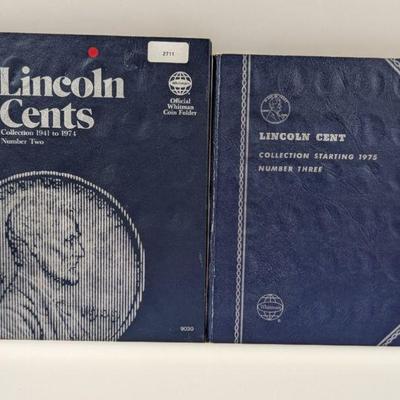 2711
Lincoln
Cents
Collection 1941 to 1974
Number Two
Official
Whitman
Coin Folder
9030
LINCOLN CENT
COLLECTION STARTING 1975
NUMBER THREE
Whitman